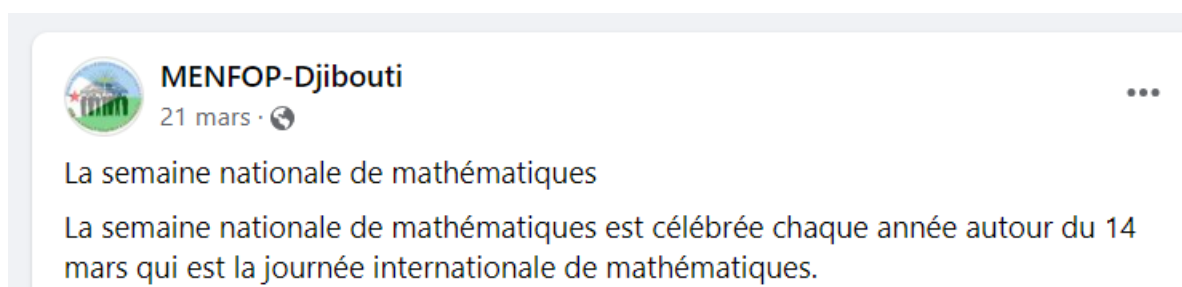 MENFOP-Djibouti
21 mars ·
La semaine nationale de mathématiques
La semaine nationale de mathématiques est célébrée chaque année autour du 14
mars qui est la journée internationale de mathématiques.